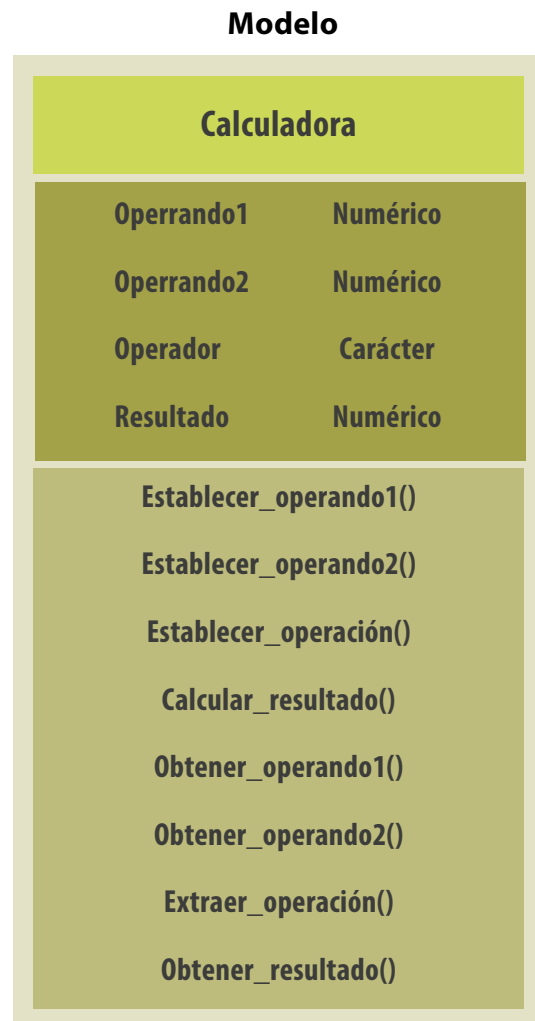 Modelo
Calculadora
Operrando1 Numérico
Operrando2 Numérico
Operador Carácter
Resultado Numérico
Establecer_operando1()
Establecer_operando2()
Establecer_operación()
Calcular_resultado()
Obtener_operando1()
Obtener_operando2()
Extraer_operación()
Obtener_resultado()